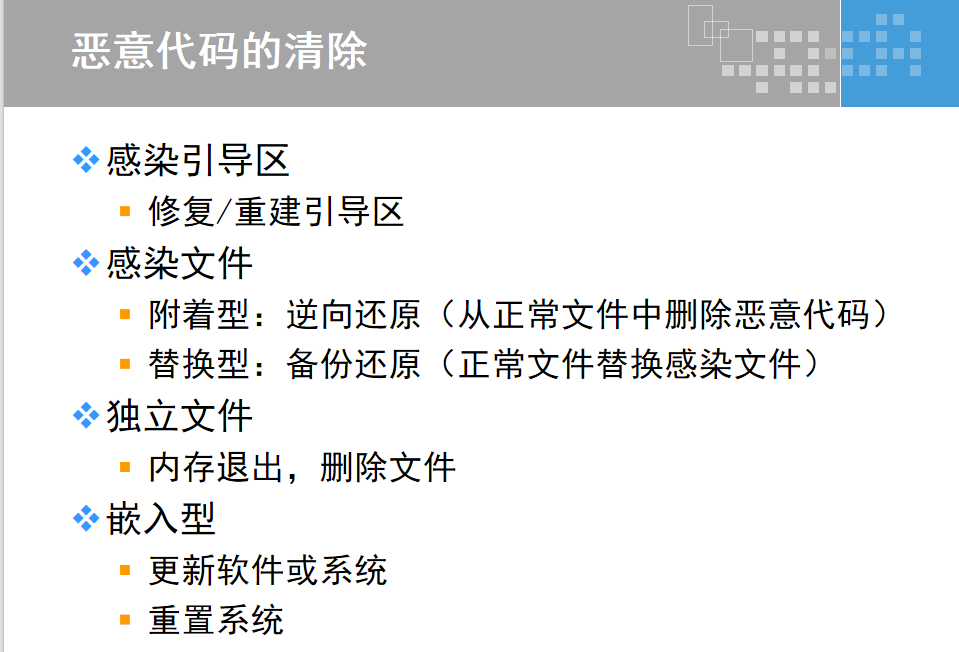 恶意代码的清除
感染引导区
修复/重建引导区
感染文件
附着型：逆向还原（从正常文件中删除恶意代码）
替换型：备份还原（正常文件替换感染文件）
独立文件
内存退出，删除文件
嵌入型
更新软件或系统
重置系统